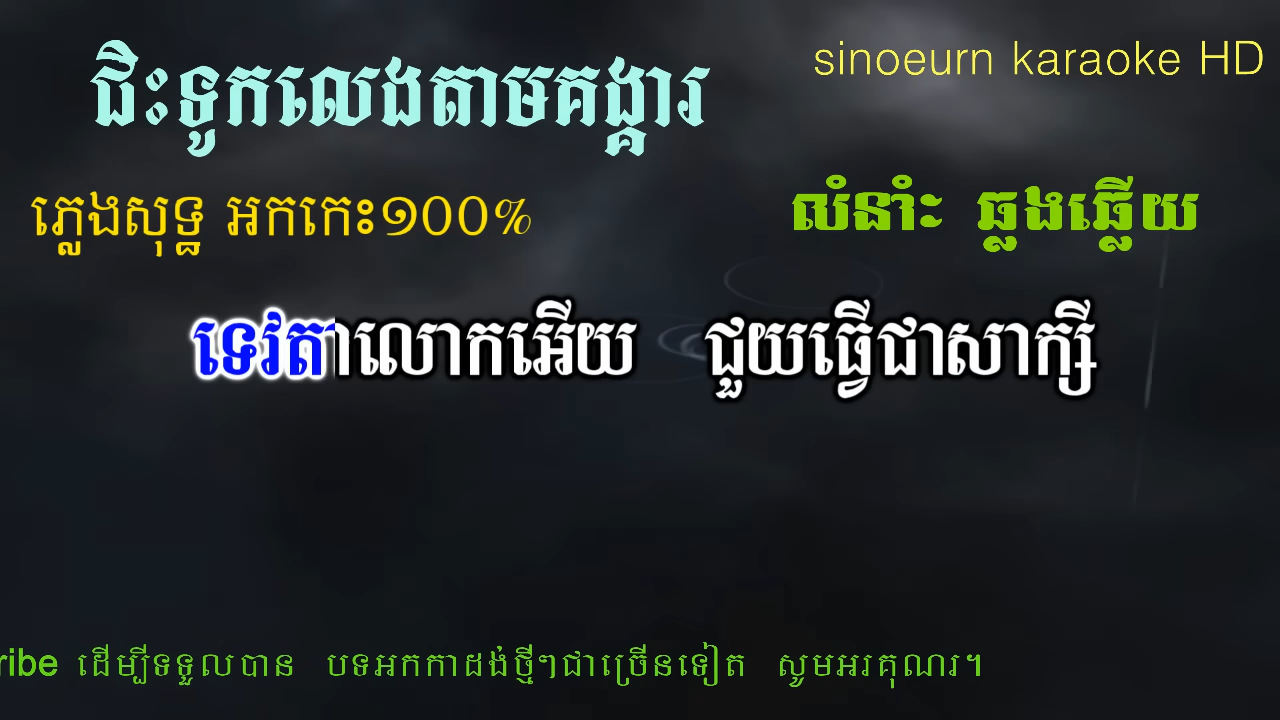 sinoeurn karaoke HD
ជិះទូកលេងតាមគង្គារ
ភ្លេងសុទ្ធ អកកេះ១០០%
លំនាំះ ឆ្លងឆ្លើយ
ទេវតាលោកអើយ ជួយធ្វើជាសាក្សី
ribe ដើម្បីទទួលបាន បទអកកាដង់ថ្មីៗជាច្រើនទៀត សូមអរគុណរ។